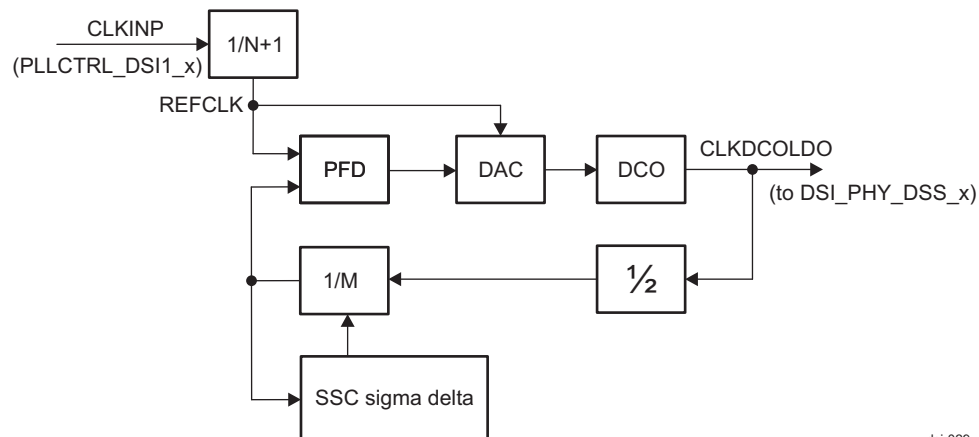 CLKINP
1/N+1
(PLLCTRL_DSI1_x)
REFCLK
PFD
DAC
DCO
CLKDCOLDO
(to DSI_PHY_DSS_x)
1/M
½
SSC sigma delta